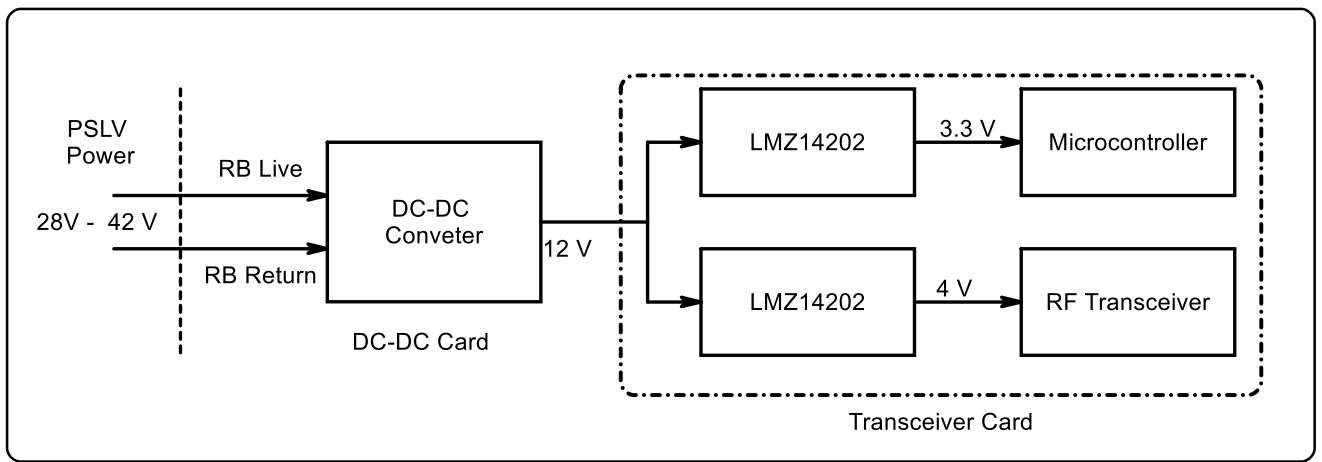 PSLV
Power
28V - 42 V
RB Live
RB Return
DC-DC
Conveter
DC-DC Card
12 V
LMZ14202
3.3 V
Microcontroller
LMZ14202
4 V
RF Transceiver
Transceiver Card